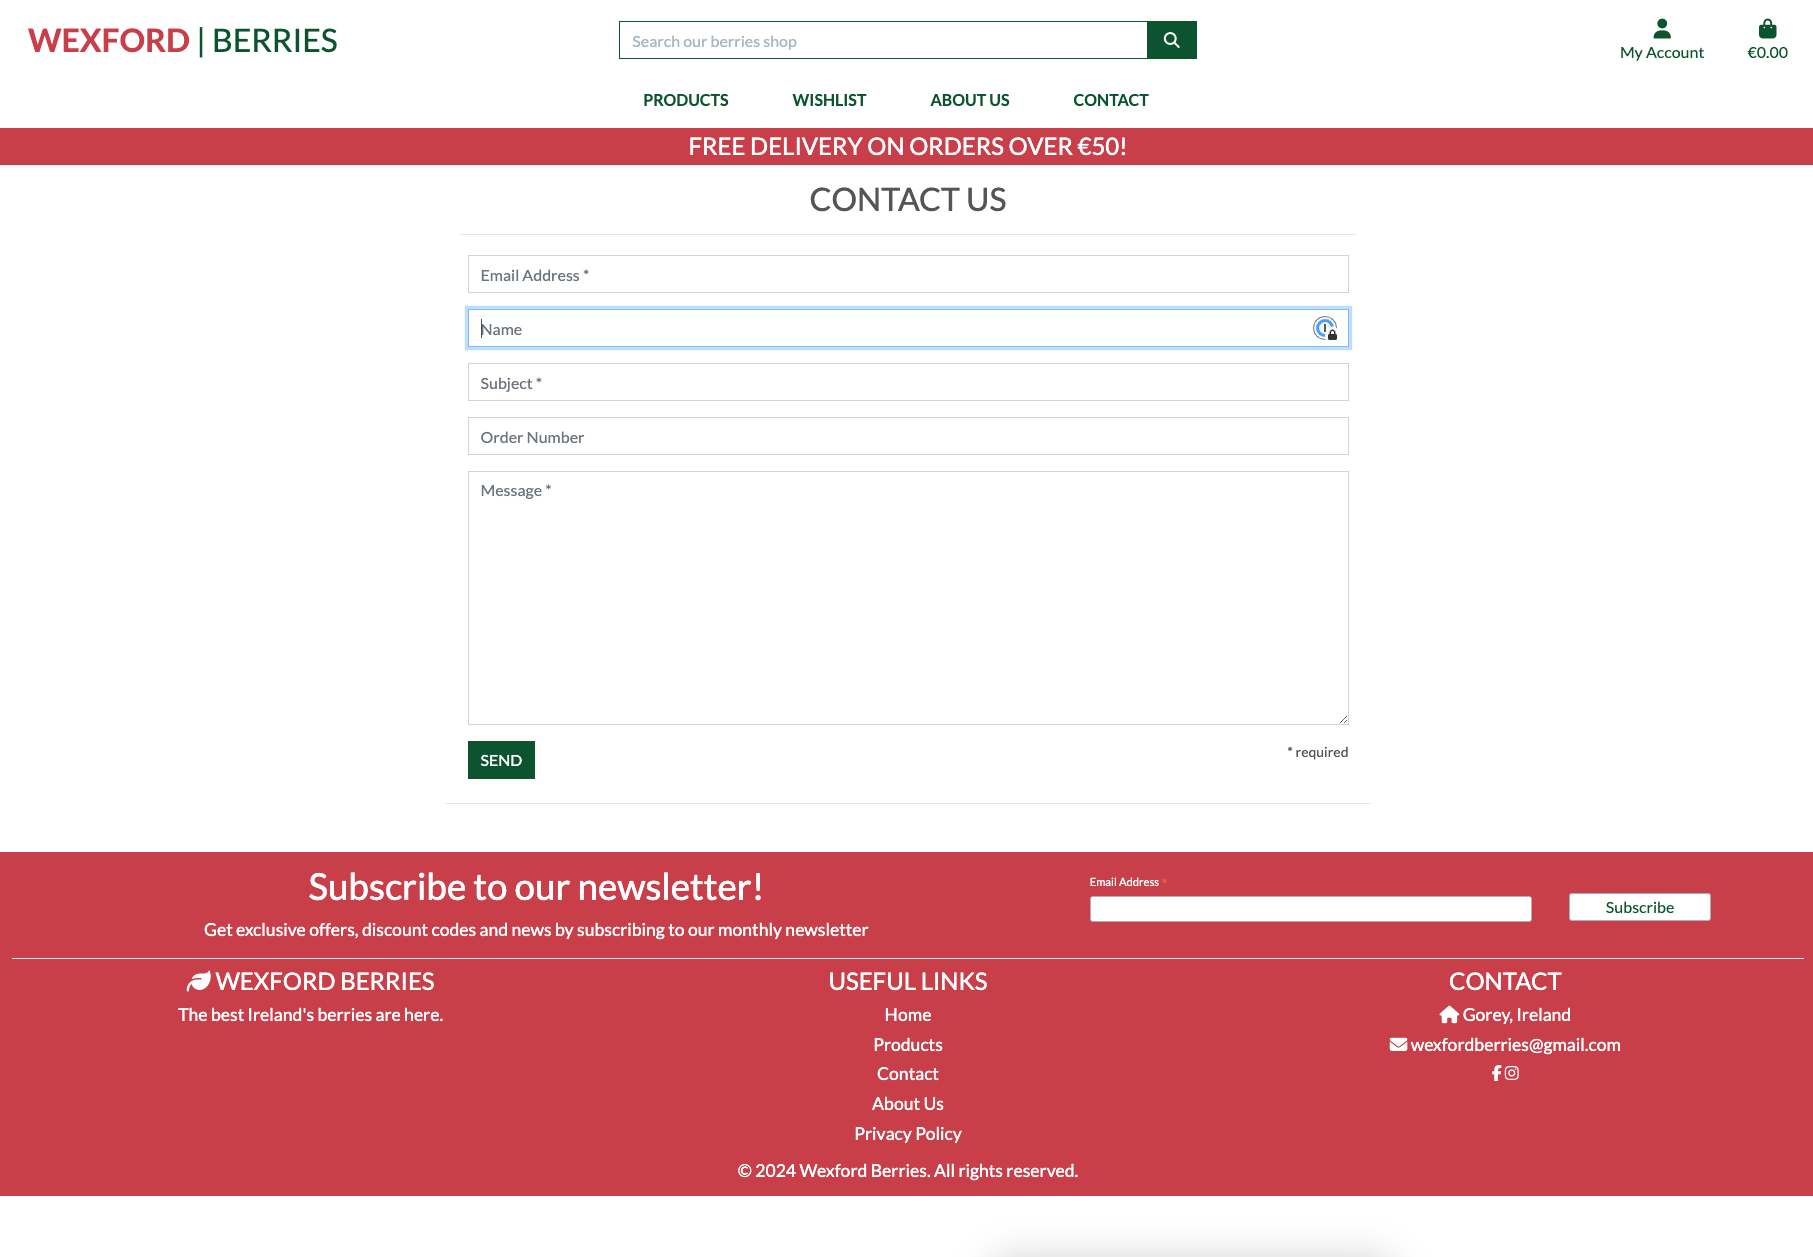 WEXFORD | BERRIES
Search our berries shop
My Account
€0.00
PRODUCTS WISHLIST ABOUT US CONTACT
FREE DELIVERY ON ORDERS OVER €50!
CONTACT US
Email Address *
Name
Subject *
Order Number
Message *
SEND
* required
Subscribe to our newsletter!
Get exclusive offers, discount codes and news by subscribing to our monthly newsletter
Email Address *
Subscribe
WEXFORD BERRIES
The best Ireland's berries are here.
USEFUL LINKS
Home
Products
Contact
About Us
Privacy Policy
CONTACT
Gorey, Ireland
wexfordberries@gmail.com
© 2024 Wexford Berries. All rights reserved.